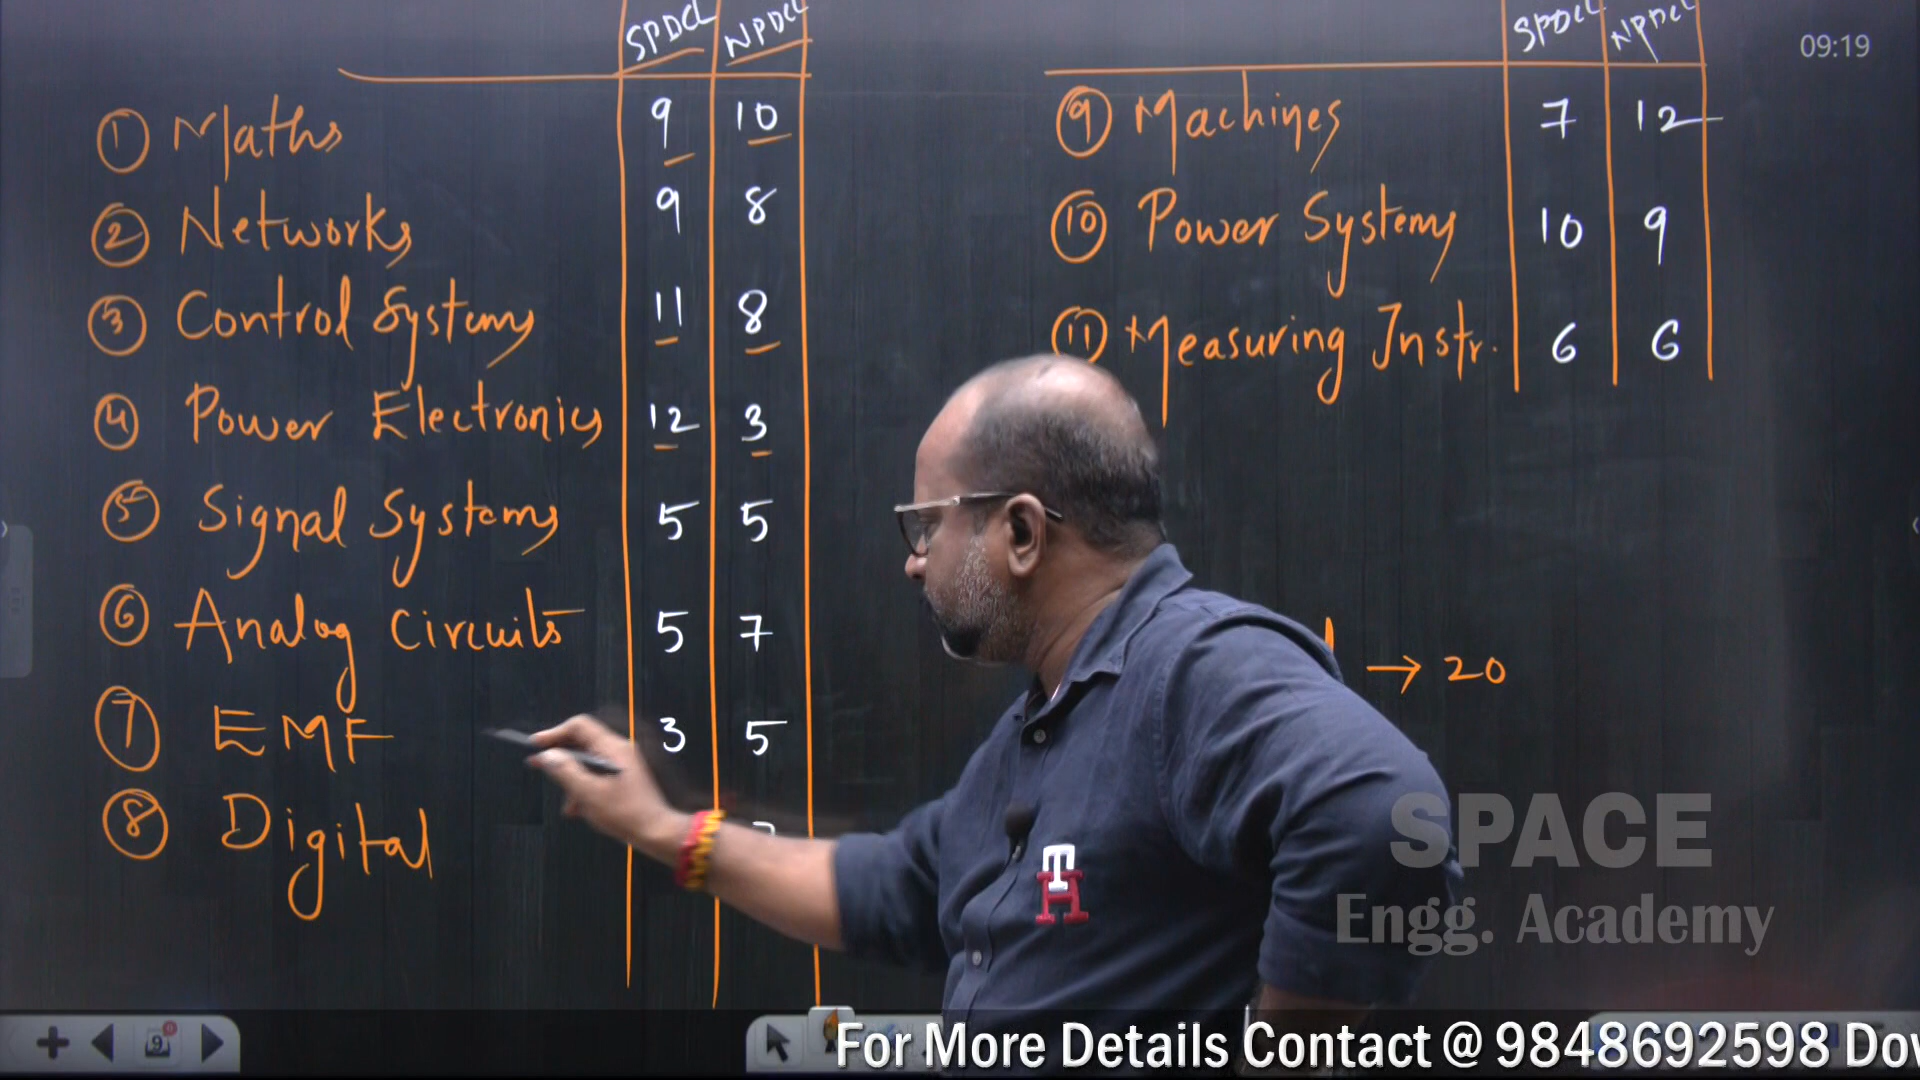 SPDCL NPDCL
① Maths 9 10
② Networks 9 8
③ Control Systems 11 8
④ Power Electronics 12 3
⑤ Signal Systems 5 5
⑥ Analog Circuits 5 7
⑦ EMF 3 5
⑧ Digital
SPDCL NPDCL
09:19
⑨ Machines 7 12
⑩ Power Systems 10 9
⑪ Measuring Instr. 6 6
→ 20
TH
SPACE
Engg. Academy
9
For More Details Contact @ 9848692598